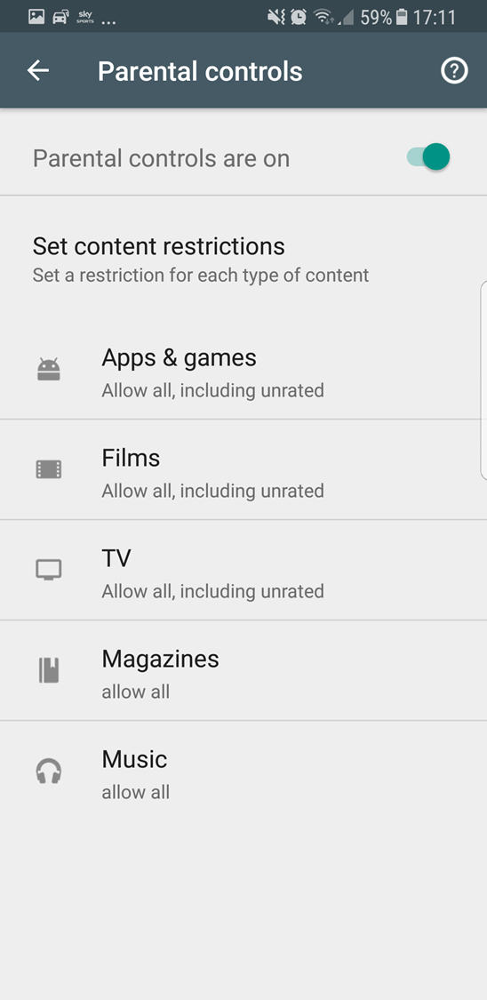 sky
SPORTS
...
59%
17:11
Parental controls
?
Parental controls are on
Set content restrictions
Set a restriction for each type of content
Apps & games
Allow all, including unrated
Films
Allow all, including unrated
TV
Allow all, including unrated
Magazines
allow all
Music
allow all